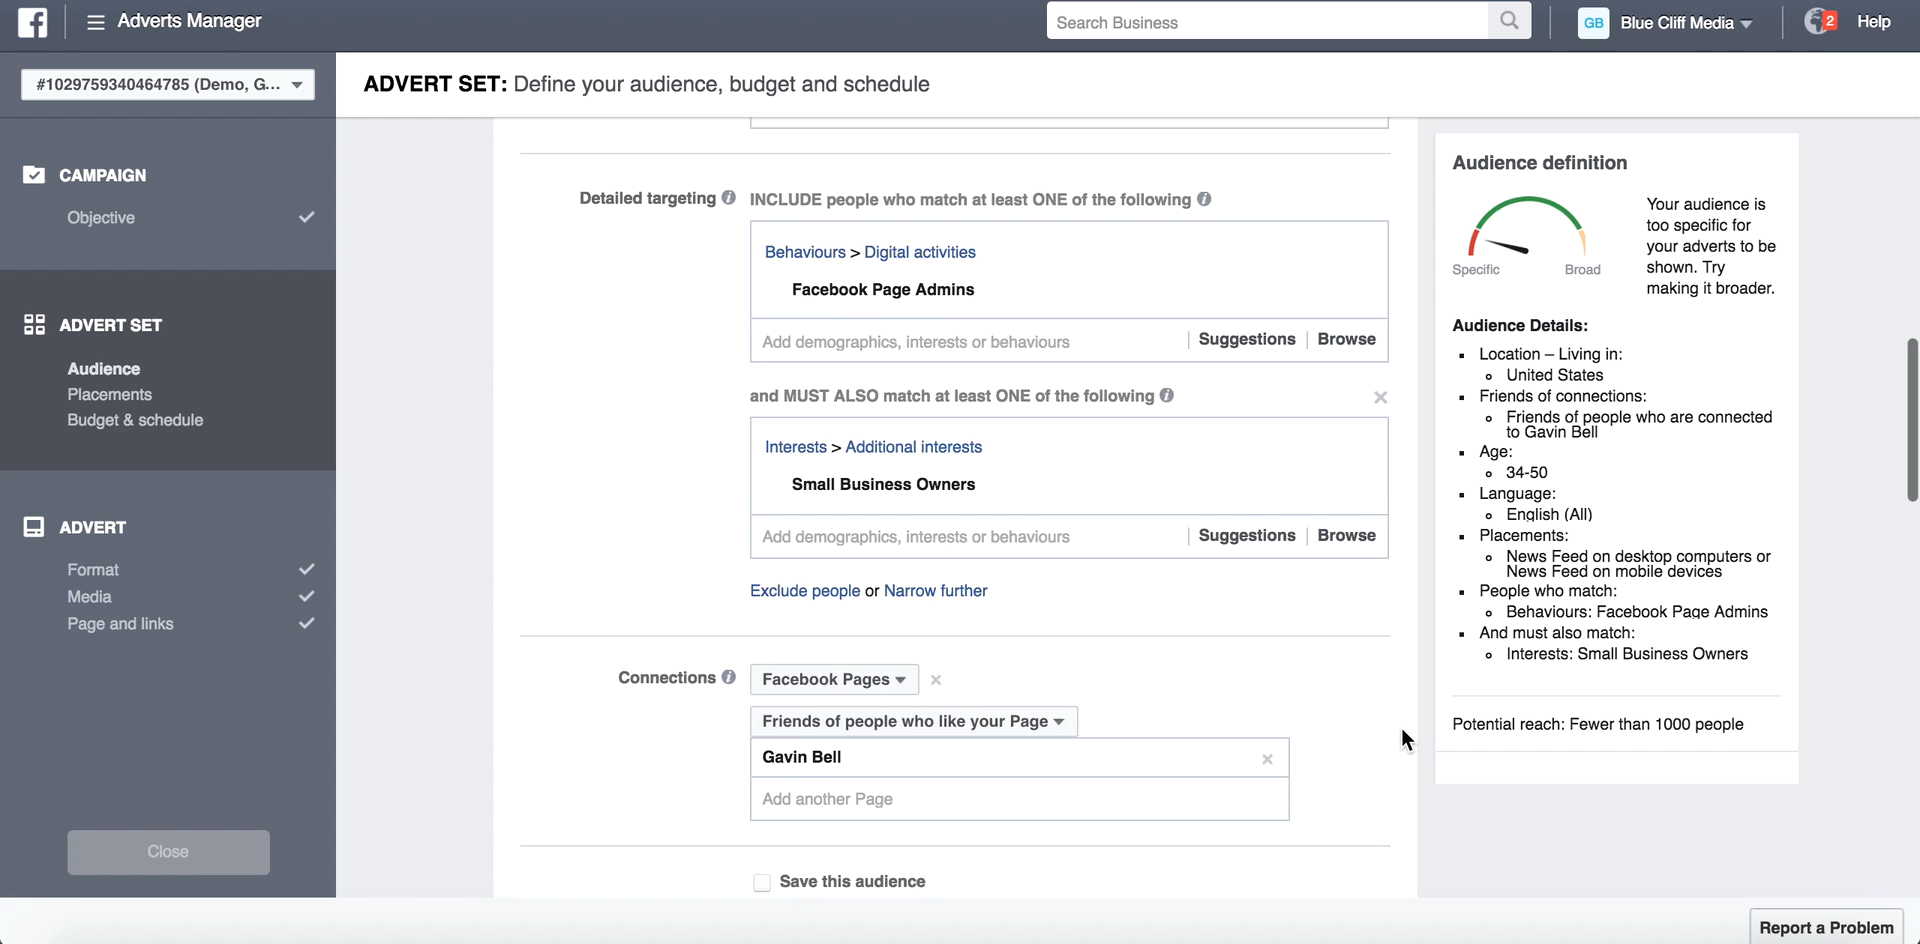 f
Adverts Manager
Search Business
GB
Blue Cliff Media
2
Help
#1029759340464785 (Demo, G...
ADVERT SET: Define your audience, budget and schedule
CAMPAIGN
Objective
ADVERT SET
Audience
Placements
Budget & schedule
ADVERT
Format
Media
Page and links
Close
Detailed targeting
INCLUDE people who match at least ONE of the following
Behaviours > Digital activities
Facebook Page Admins
Add demographics, interests or behaviours
Suggestions
Browse
and MUST ALSO match at least ONE of the following
Interests > Additional interests
Small Business Owners
Add demographics, interests or behaviours
Suggestions
Browse
Exclude people or Narrow further
Connections
Facebook Pages
Friends of people who like your Page
Gavin Bell
Add another Page
Save this audience
Audience definition
Specific
Broad
Your audience is
too specific for
your adverts to be
shown. Try
making it broader.
Audience Details:
Location – Living in:
United States
Friends of connections:
Friends of people who are connected
to Gavin Bell
Age:
34-50
Language:
English (All)
Placements:
News Feed on desktop computers or
News Feed on mobile devices
People who match:
Behaviours: Facebook Page Admins
And must also match:
Interests: Small Business Owners
Potential reach: Fewer than 1000 people
Report a Problem